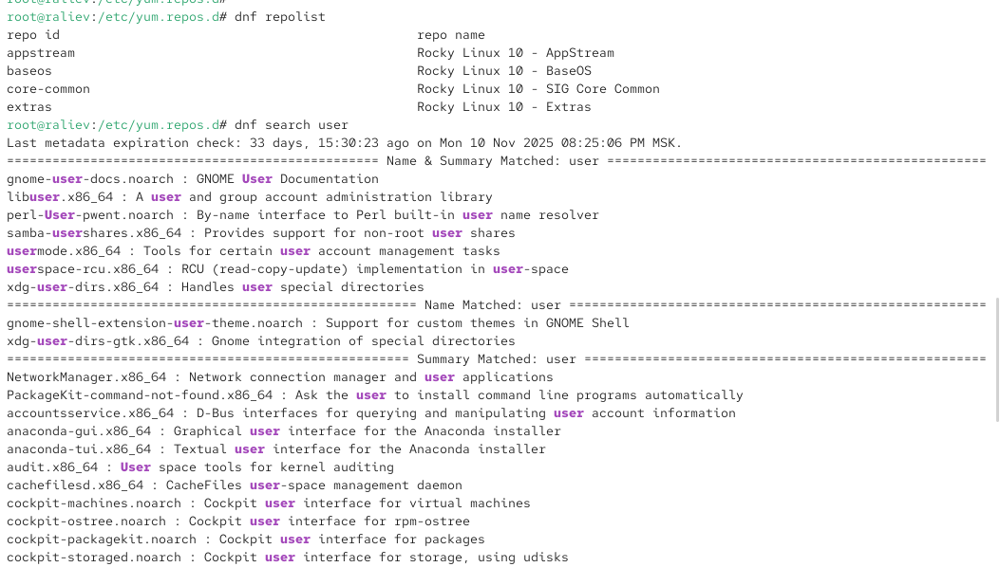 root@raliev:/etc/yum.repos.d#
root@raliev:/etc/yum.repos.d# dnf repolist
repo id                                                      repo name
appstream                                                    Rocky Linux 10 - AppStream
baseos                                                       Rocky Linux 10 - BaseOS
core-common                                                  Rocky Linux 10 - SIG Core Common
extras                                                       Rocky Linux 10 - Extras
root@raliev:/etc/yum.repos.d# dnf search user
Last metadata expiration check: 33 days, 15:30:23 ago on Mon 10 Nov 2025 08:25:06 PM MSK.
================================================= Name & Summary Matched: user ==================================================
gnome-user-docs.noarch : GNOME User Documentation
libuser.x86_64 : A user and group account administration library
perl-User-pwent.noarch : By-name interface to Perl built-in user name resolver
samba-usershares.x86_64 : Provides support for non-root user shares
usermode.x86_64 : Tools for certain user account management tasks
userspace-rcu.x86_64 : RCU (read-copy-update) implementation in user-space
xdg-user-dirs.x86_64 : Handles user special directories
====================================================== Name Matched: user =======================================================
gnome-shell-extension-user-theme.noarch : Support for custom themes in GNOME Shell
xdg-user-dirs-gtk.x86_64 : Gnome integration of special directories
===================================================== Summary Matched: user =====================================================
NetworkManager.x86_64 : Network connection manager and user applications
PackageKit-command-not-found.x86_64 : Ask the user to install command line programs automatically
accountsservice.x86_64 : D-Bus interfaces for querying and manipulating user account information
anaconda-gui.x86_64 : Graphical user interface for the Anaconda installer
anaconda-tui.x86_64 : Textual user interface for the Anaconda installer
audit.x86_64 : User space tools for kernel auditing
cachefilesd.x86_64 : CacheFiles user-space management daemon
cockpit-machines.noarch : Cockpit user interface for virtual machines
cockpit-ostree.noarch : Cockpit user interface for rpm-ostree
cockpit-packagekit.noarch : Cockpit user interface for packages
cockpit-storaged.noarch : Cockpit user interface for storage, using udisks